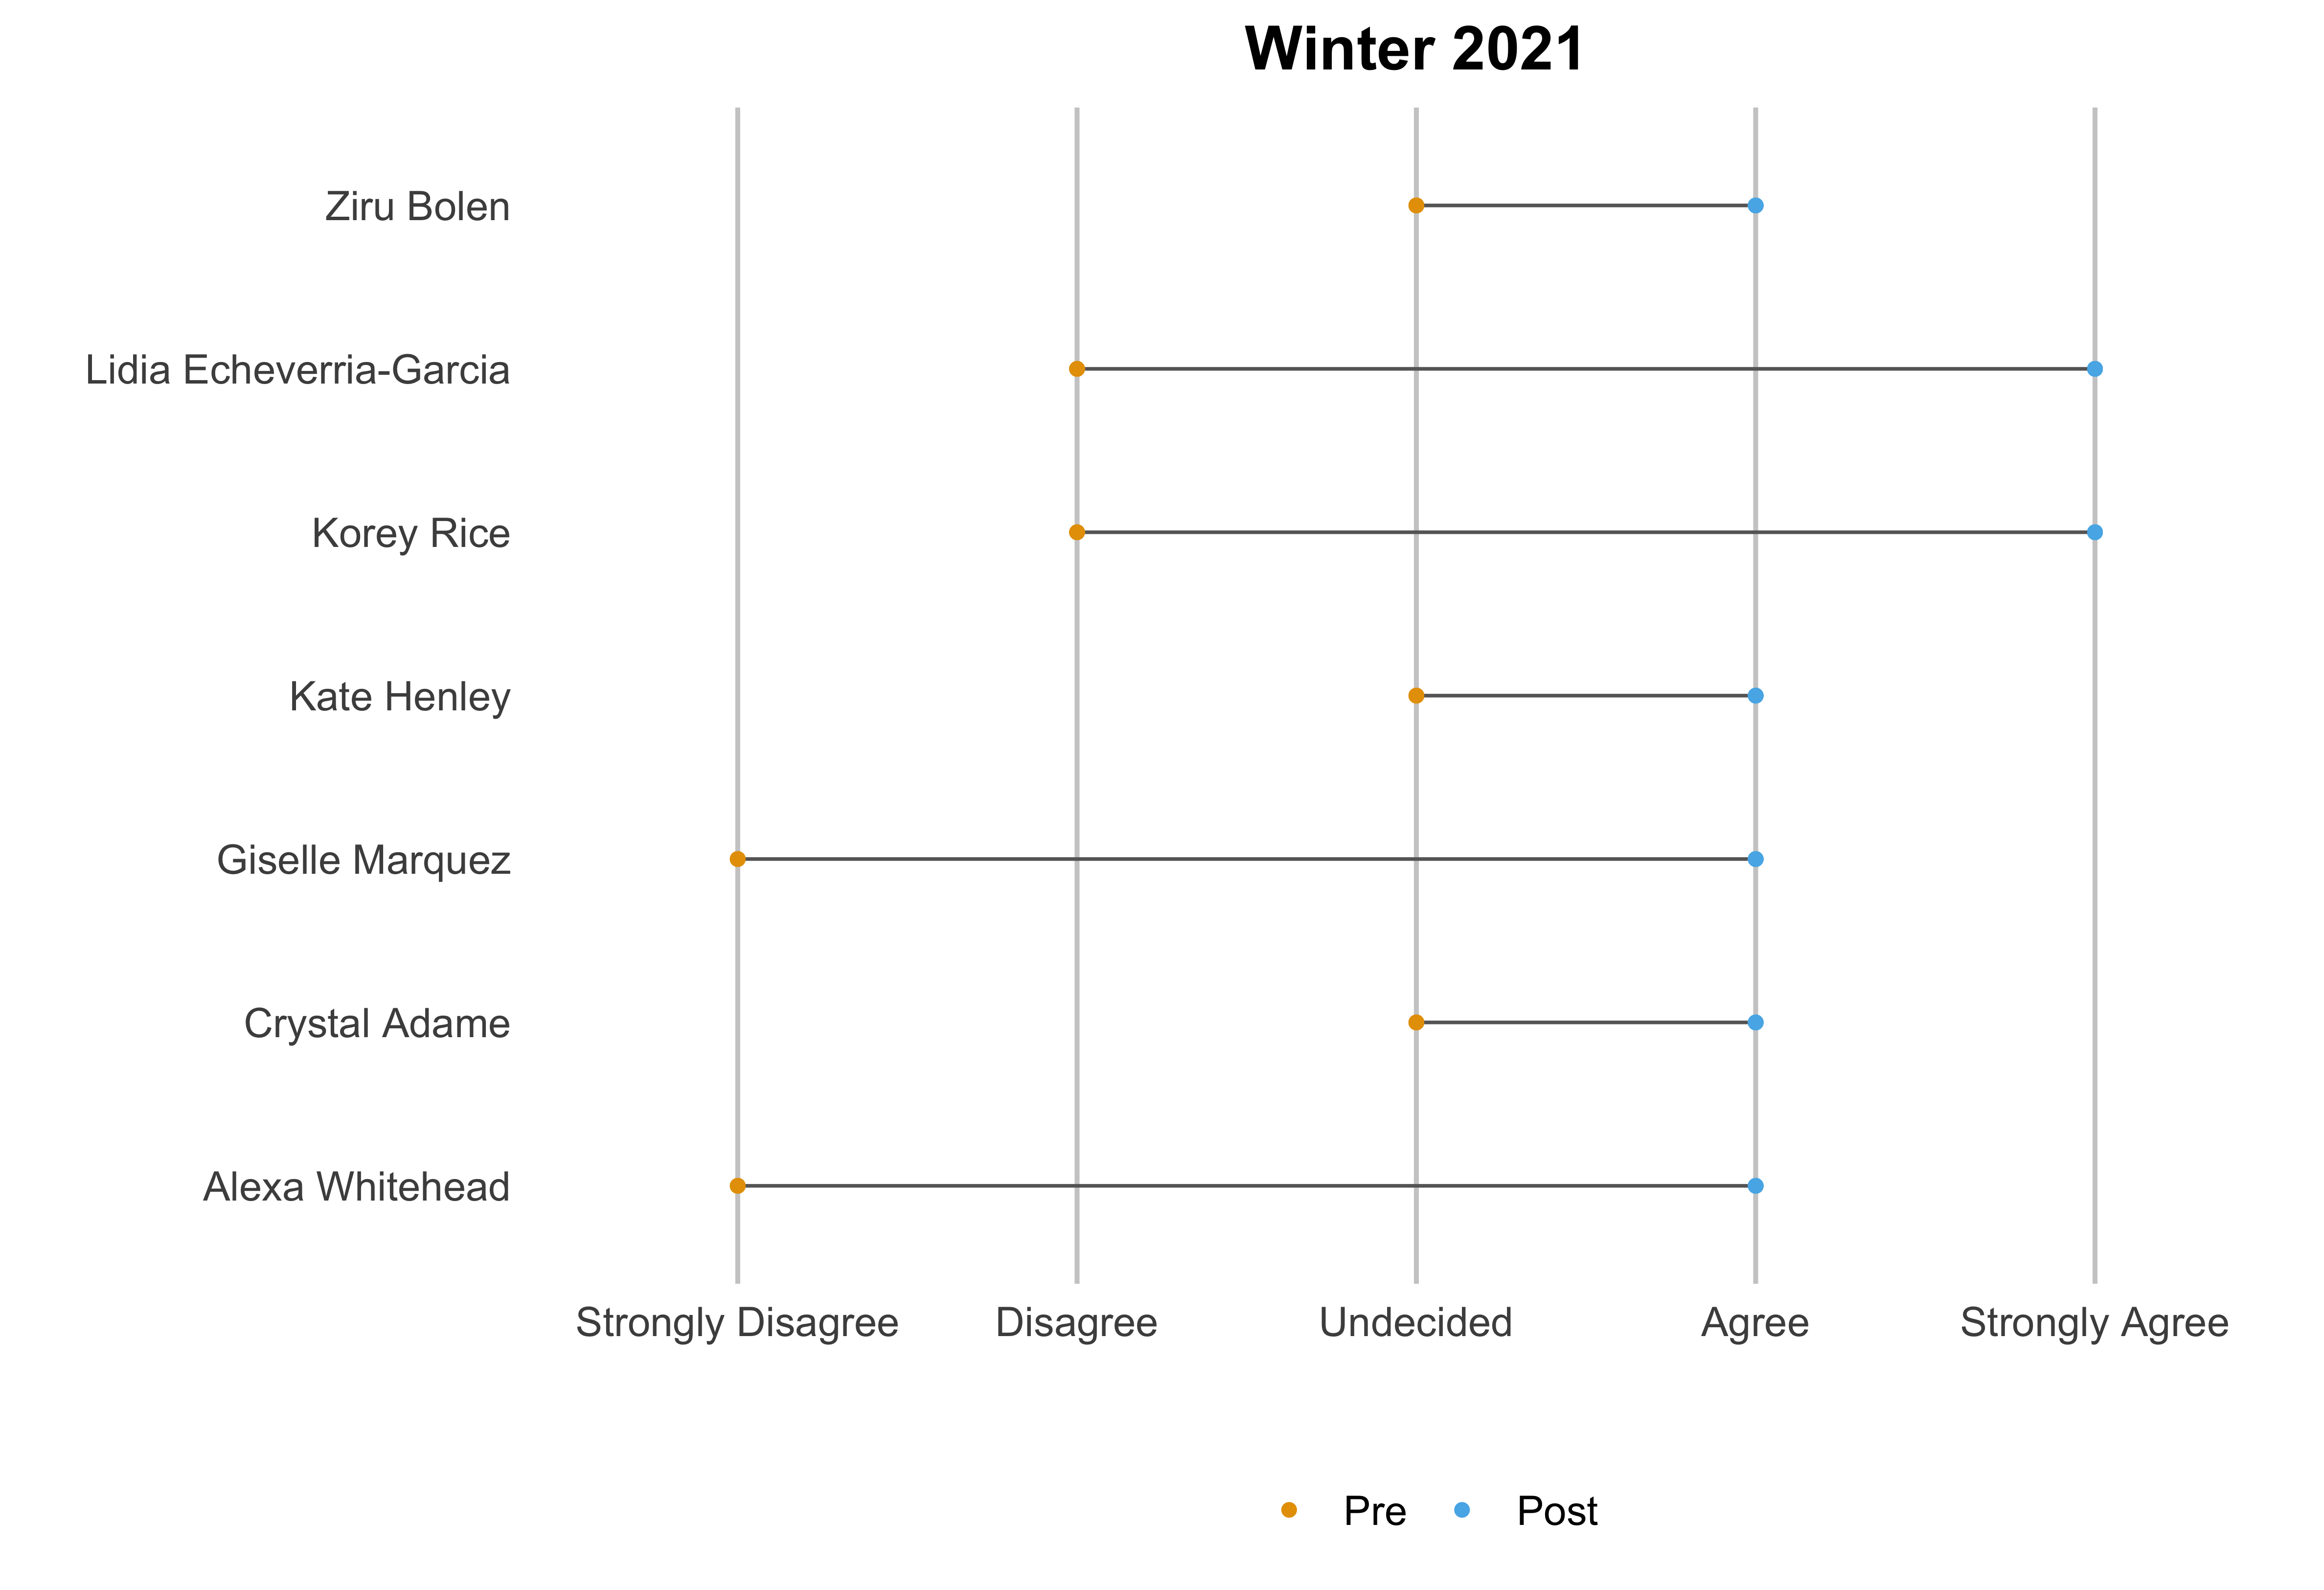 Winter 2021
Ziru Bolen
Lidia Echeverria-Garcia
Korey Rice
Kate Henley
Giselle Marquez
Crystal Adame
Alexa Whitehead
Strongly Disagree Disagree Undecided Agree Strongly Agree
Pre Post